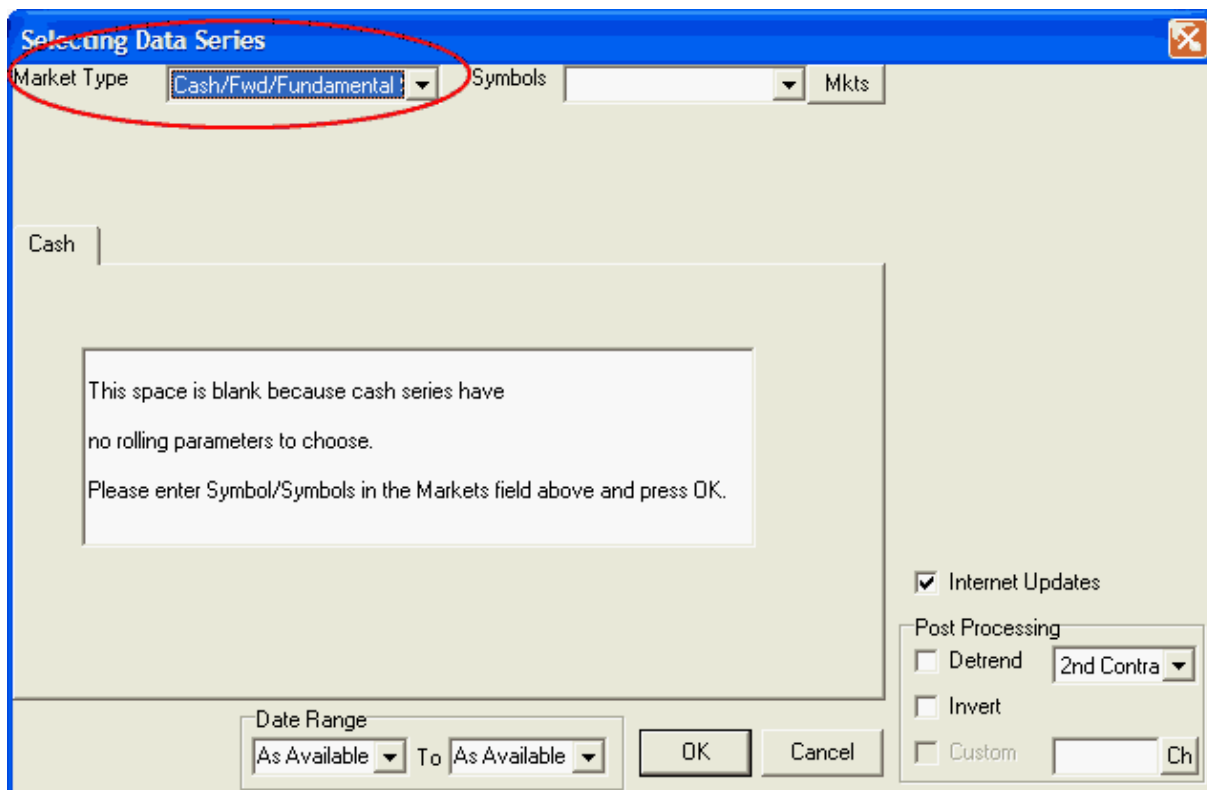 Selecting Data Series
Market Type Cash/Fwd/Fundamental Symbols Mkts
Cash
This space is blank because cash series have
no rolling parameters to choose.
Please enter Symbol/Symbols in the Markets field above and press OK.
Internet Updates
Post Processing
Detrend 2nd Contra
Invert
Custom Ch
Date Range
As Available To As Available OK Cancel